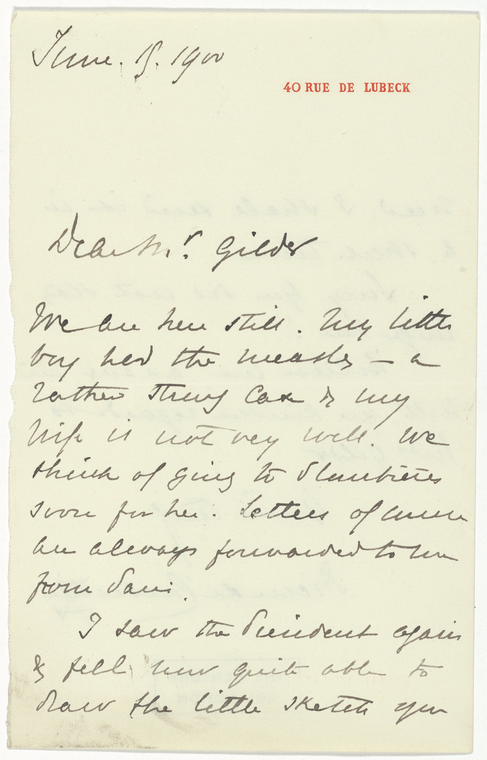 June. 15. 1900
40 RUE DE LUBECK
Dear Mr. Gilder
We are here still. My little
boy had the measles – a
rather strong case & my
wife is not very well. We
think of going to Plombières
soon for her. Letters of course
are always forwarded to me
from Paris
I saw the President again
& feel now quite able to
draw the little sketch you